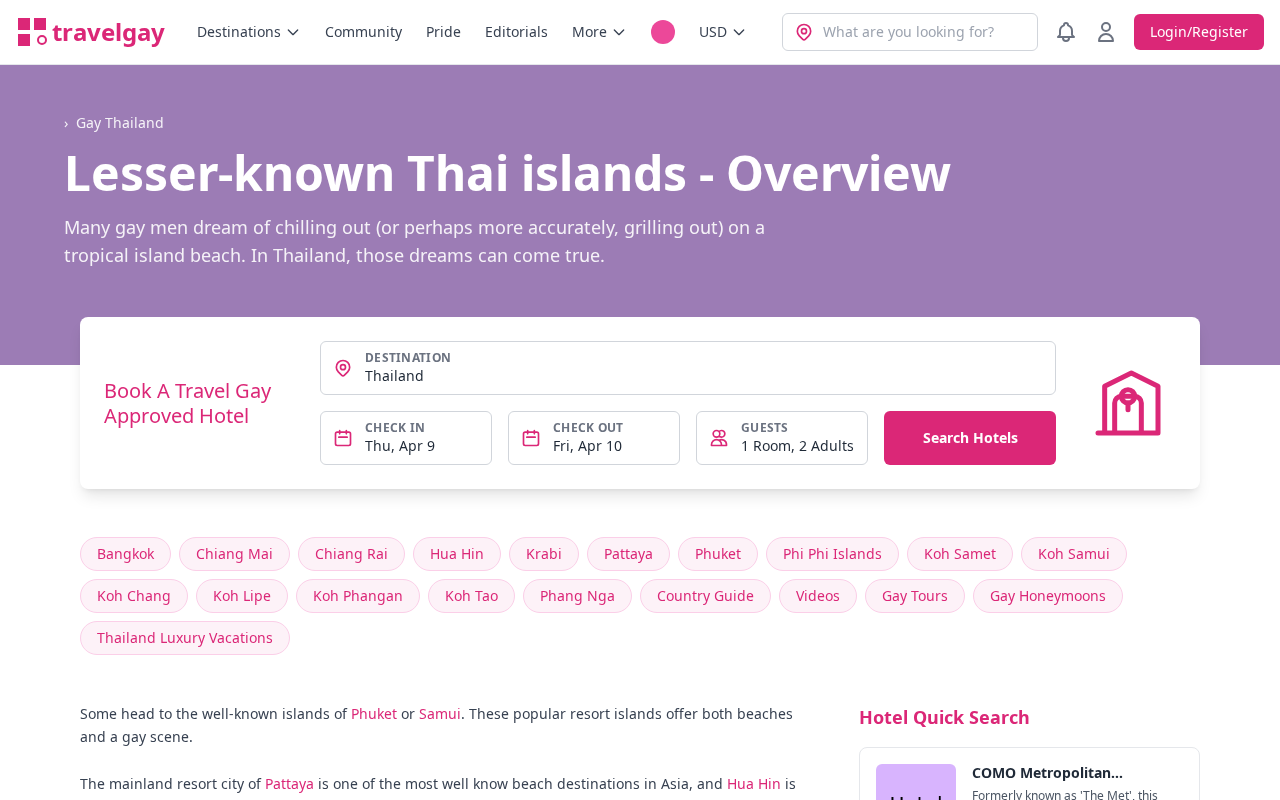 travelgay
Destinations
Community
Pride
Editorials
More
USD
What are you looking for?
Login/Register
› Gay Thailand
Lesser-known Thai islands - Overview
Many gay men dream of chilling out (or perhaps more accurately, grilling out) on a
tropical island beach. In Thailand, those dreams can come true.
Book A Travel Gay
Approved Hotel
DESTINATION
Thailand
CHECK IN
Thu, Apr 9
CHECK OUT
Fri, Apr 10
GUESTS
1 Room, 2 Adults
Search Hotels
Bangkok
Chiang Mai
Chiang Rai
Hua Hin
Krabi
Pattaya
Phuket
Phi Phi Islands
Koh Samet
Koh Samui
Koh Chang
Koh Lipe
Koh Phangan
Koh Tao
Phang Nga
Country Guide
Videos
Gay Tours
Gay Honeymoons
Thailand Luxury Vacations
Some head to the well-known islands of Phuket or Samui. These popular resort islands offer both beaches
and a gay scene.
The mainland resort city of Pattaya is one of the most well know beach destinations in Asia, and Hua Hin is
Hotel Quick Search
COMO Metropolitan...
Formerly known as 'The Met', this